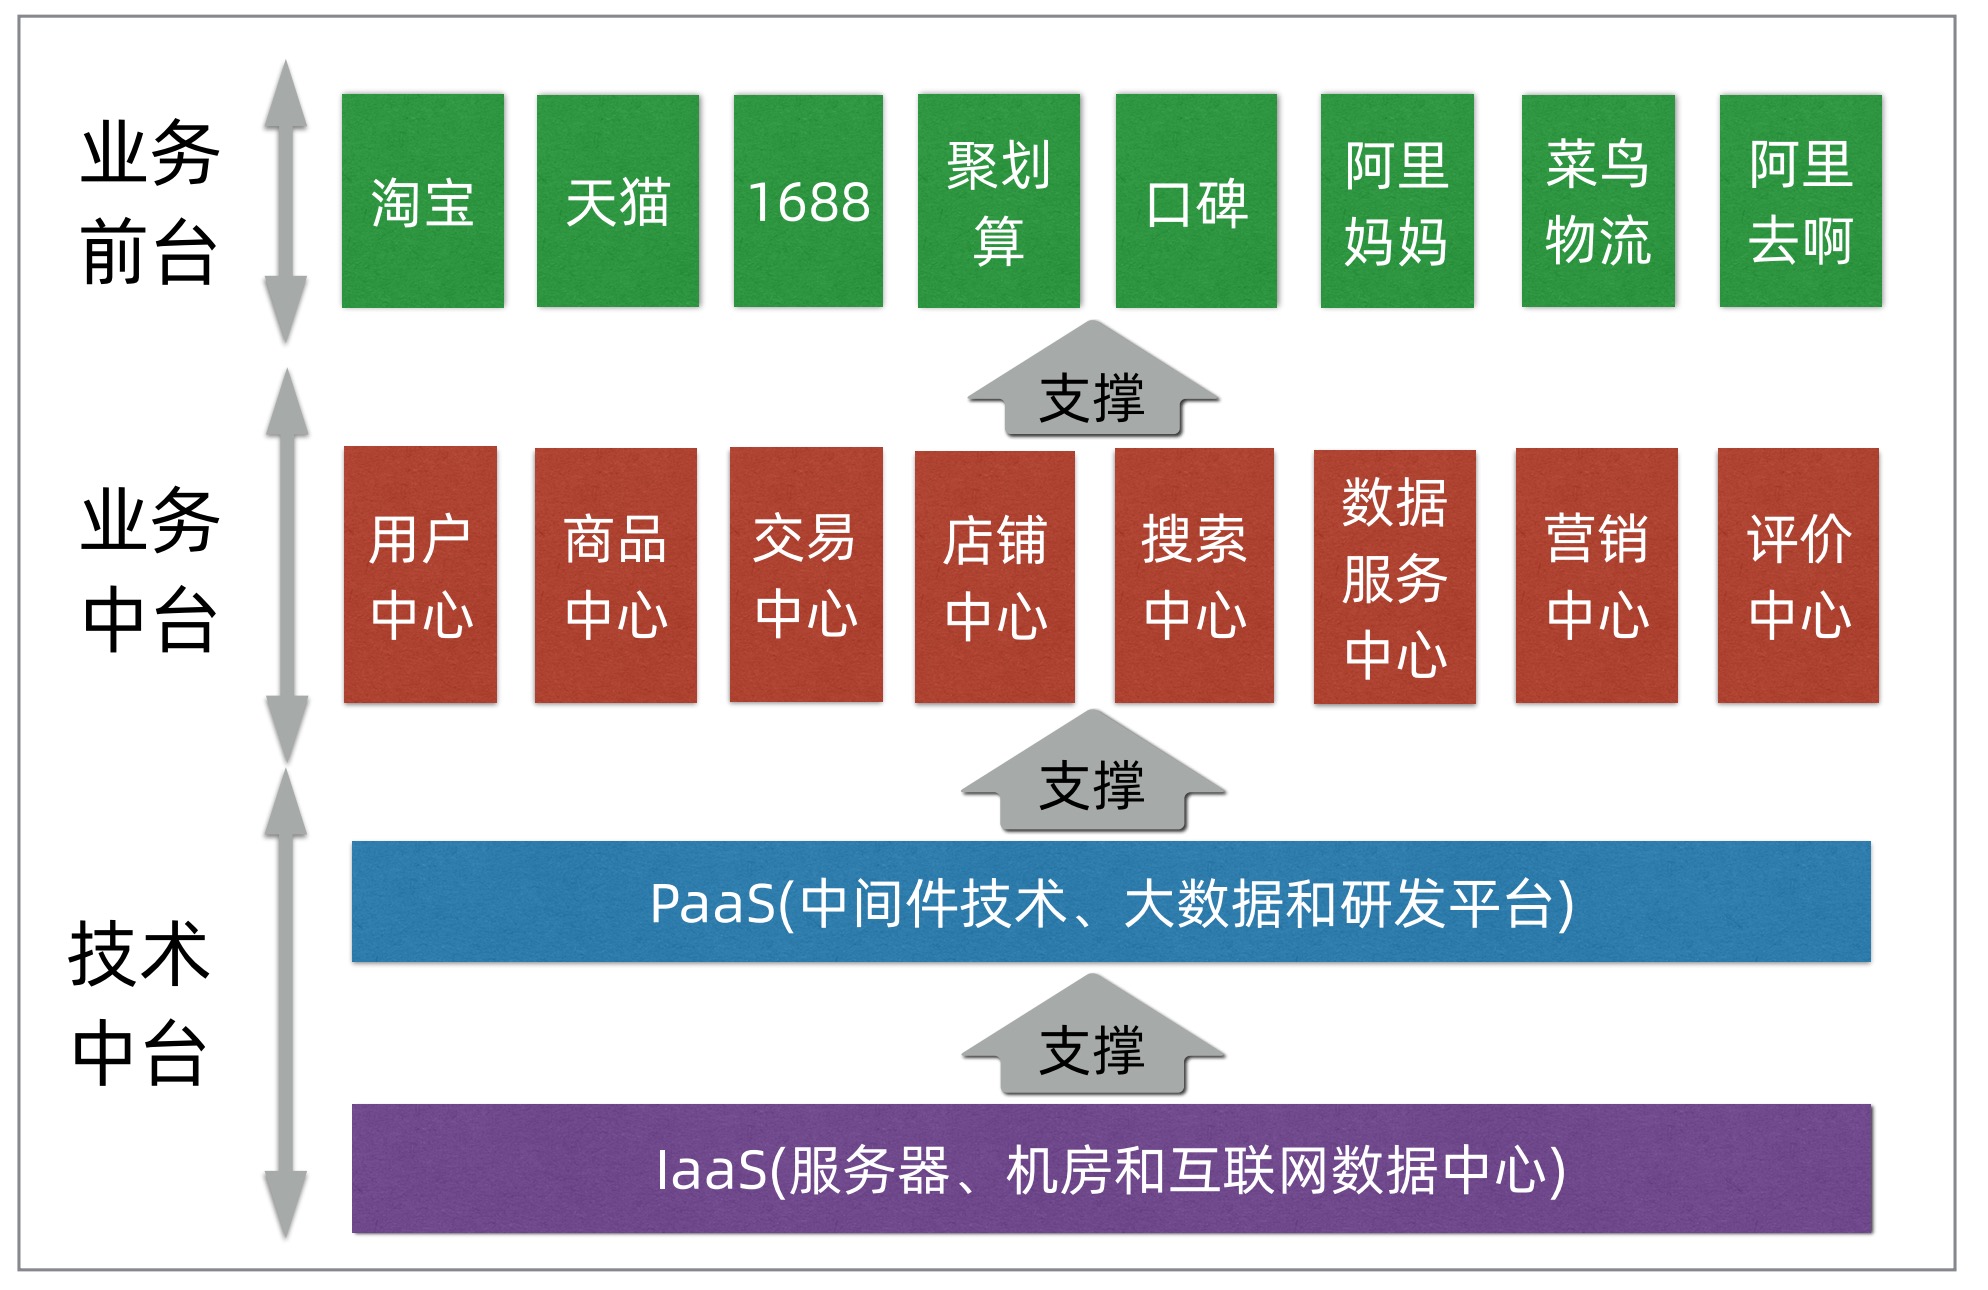 业务
前台
淘宝
天猫
1688
聚划
算
口碑
阿里
妈妈
菜鸟
物流
阿里
去啊
支撑
业务
中台
用户
中心
商品
中心
交易
中心
店铺
中心
搜索
中心
数据
服务
中心
营销
中心
评价
中心
支撑
技术
中台
PaaS(中间件技术、大数据和研发平台)
支撑
IaaS(服务器、机房和互联网数据中心)